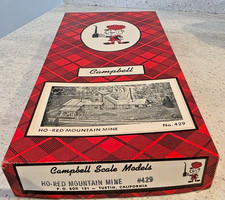 Campbell
HO-RED MOUNTAIN MINE
No. 429
Campbell Scale Models
HO-RED MOUNTAIN MINE #429
P. O. BOX 121 - TUSTIN, CALIFORNIA